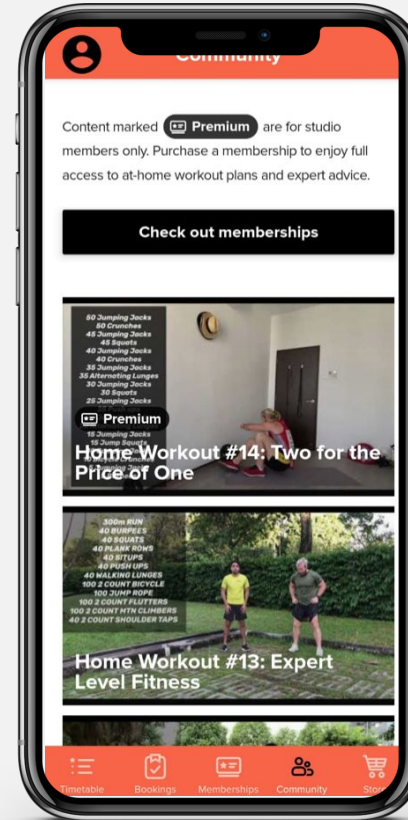 Community
Content marked Premium are for studio
members only. Purchase a membership to enjoy full
access to at-home workout plans and expert advice.
Check out memberships
50 Jumping Jacks
50 Crunches
45 Jumping Jacks
45 Squats
40 Jumping Jacks
40 Crunches
35 Jumping Jacks
35 Alternating Lunges
30 Jumping Jacks
30 Squats
25 Jumping Jacks
Premium
15 Jumping Jacks
15 Jump Squats
Home Workout #14: Two for the
Price of One
300m RUN
40 BURPEES
40 SQUATS
40 PLANK ROWS
40 SITUPS
40 PUSH UPS
40 WALKING LUNGES
100 2 COUNT BICYCLE
100 JUMP ROPE
100 2 COUNT FLUTTERS
100 2 COUNT MTN CLIMBERS
40 2 COUNT SHOULDER TAPS
Home Workout #13: Expert
Level Fitness
Timetable Bookings Memberships Community Store